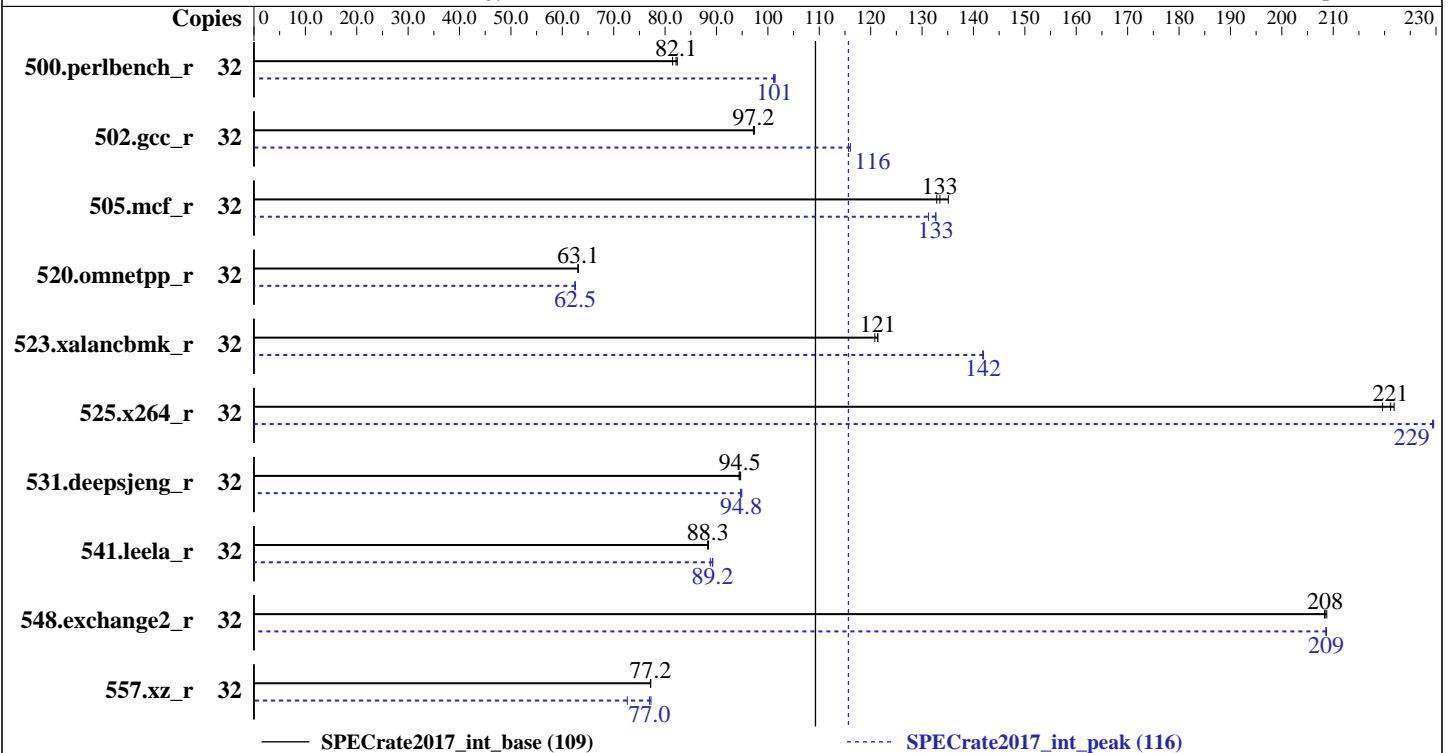 Copies 0 10.0 20.0 30.0 40.0 50.0 60.0 70.0 80.0 90.0 100 110 120 130 140 150 160 170 180 190 200 210 230
82.1
500.perlbench_r 32
101
97.2
502.gcc_r 32
116
133
505.mcf_r 32
133
63.1
520.omnetpp_r 32
62.5
121
523.xalancbmk_r 32
142
221
525.x264_r 32
229
94.5
531.deepsjeng_r 32
94.8
88.3
541.leela_r 32
89.2
208
548.exchange2_r 32
209
77.2
557.xz_r 32
77.0
SPECrate2017_int_base (109) SPECrate2017_int_peak (116)